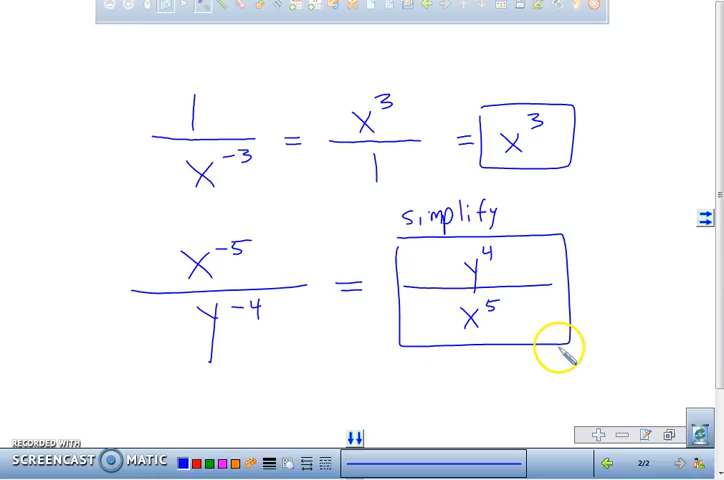 1/x^-3 = x^3/1 = x^3
simplify
x^-5/y^-4 = y^4/x^5
RECORDED WITH
SCREENCAST MATIC
2/2